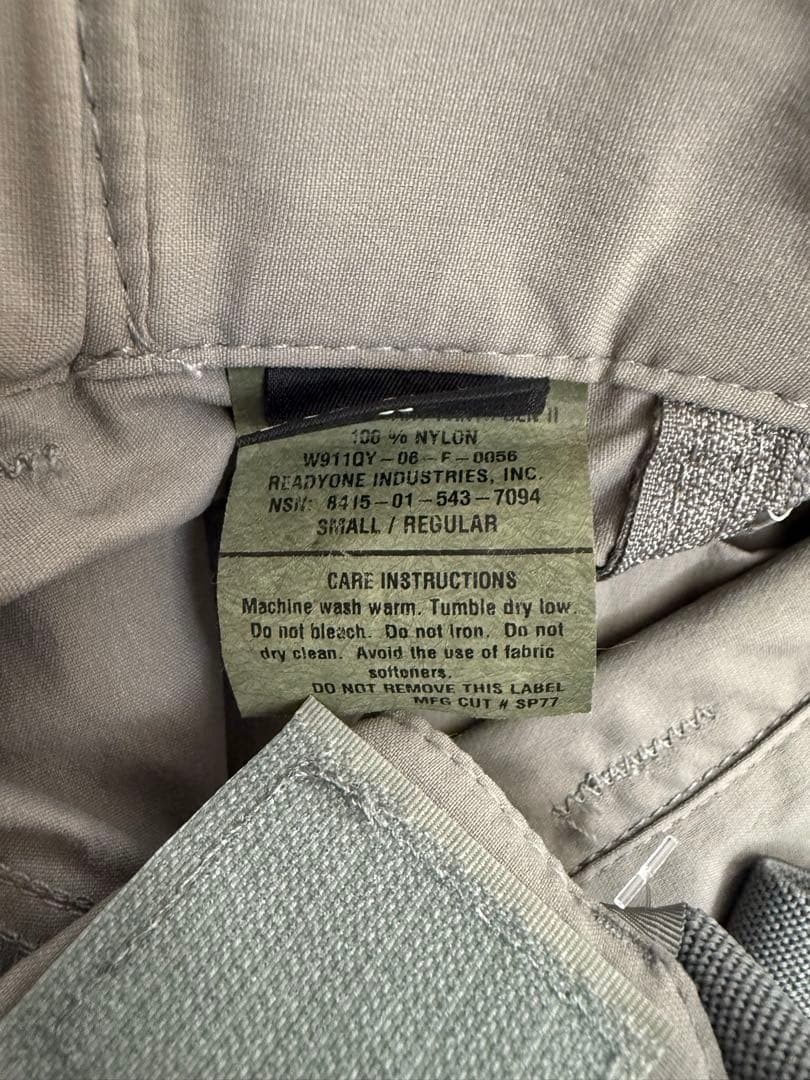 II
100 % NYLON
W911QY-06-F-0056
READYONE INDUSTRIES, INC.
NSN: 8415-01-543-7094
SMALL / REGULAR
CARE INSTRUCTIONS
Machine wash warm. Tumble dry low.
Do not bleach. Do not Iron. Do not
dry clean. Avoid the use of fabric
softeners.
DO NOT REMOVE THIS LABEL
MFG CUT # SP77